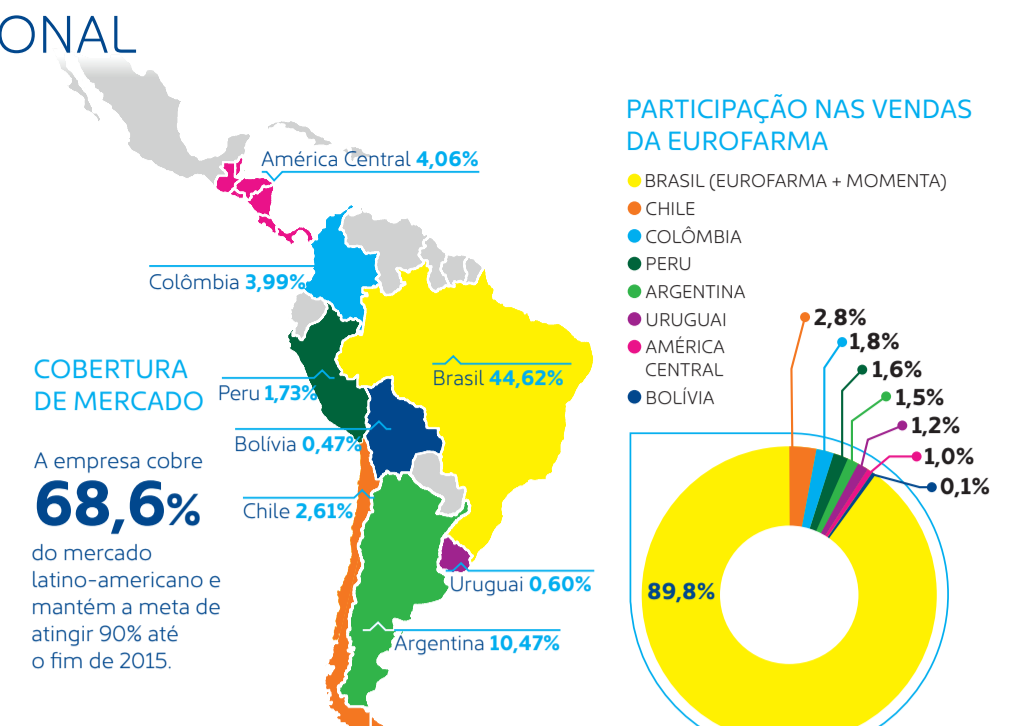 ONAL
América Central 4,06%
Colômbia 3,99%
Peru 1,73%
Brasil 44,62%
Bolívia 0,47%
Chile 2,61%
Uruguai 0,60%
Argentina 10,47%
COBERTURA
DE MERCADO
A empresa cobre
68,6%
do mercado
latino-americano e
mantém a meta de
atingir 90% até
o fim de 2015.
PARTICIPAÇÃO NAS VENDAS
DA EUROFARMA
BRASIL (EUROFARMA + MOMENTA)
CHILE
COLÔMBIA
PERU
ARGENTINA
URUGUAI
AMÉRICA
CENTRAL
BOLÍVIA
2,8%
1,8%
1,6%
1,5%
1,2%
1,0%
0,1%
89,8%